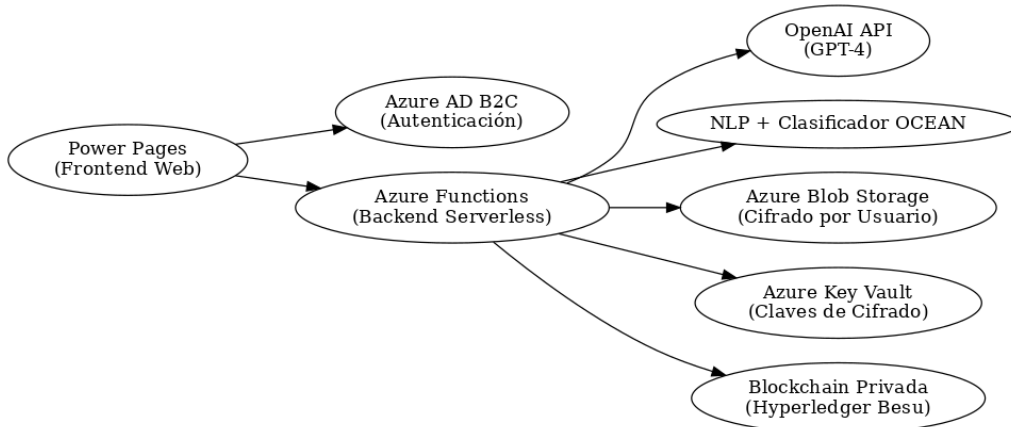 Power Pages
(Frontend Web)
Azure AD B2C
(Autenticación)
Azure Functions
(Backend Serverless)
OpenAI API
(GPT-4)
NLP + Clasificador OCEAN
Azure Blob Storage
(Cifrado por Usuario)
Azure Key Vault
(Claves de Cifrado)
Blockchain Privada
(Hyperledger Besu)